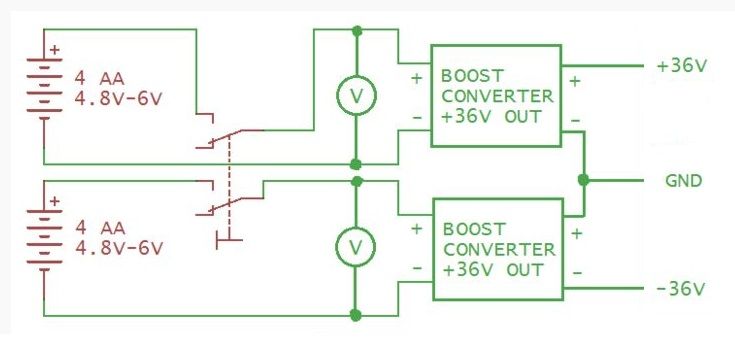 +
4 AA
4.8V-6V
V
+
-
BOOST
CONVERTER
+36V OUT
+
-
+36V
GND
+
4 AA
4.8V-6V
V
+
-
BOOST
CONVERTER
+36V OUT
+
-
-36V